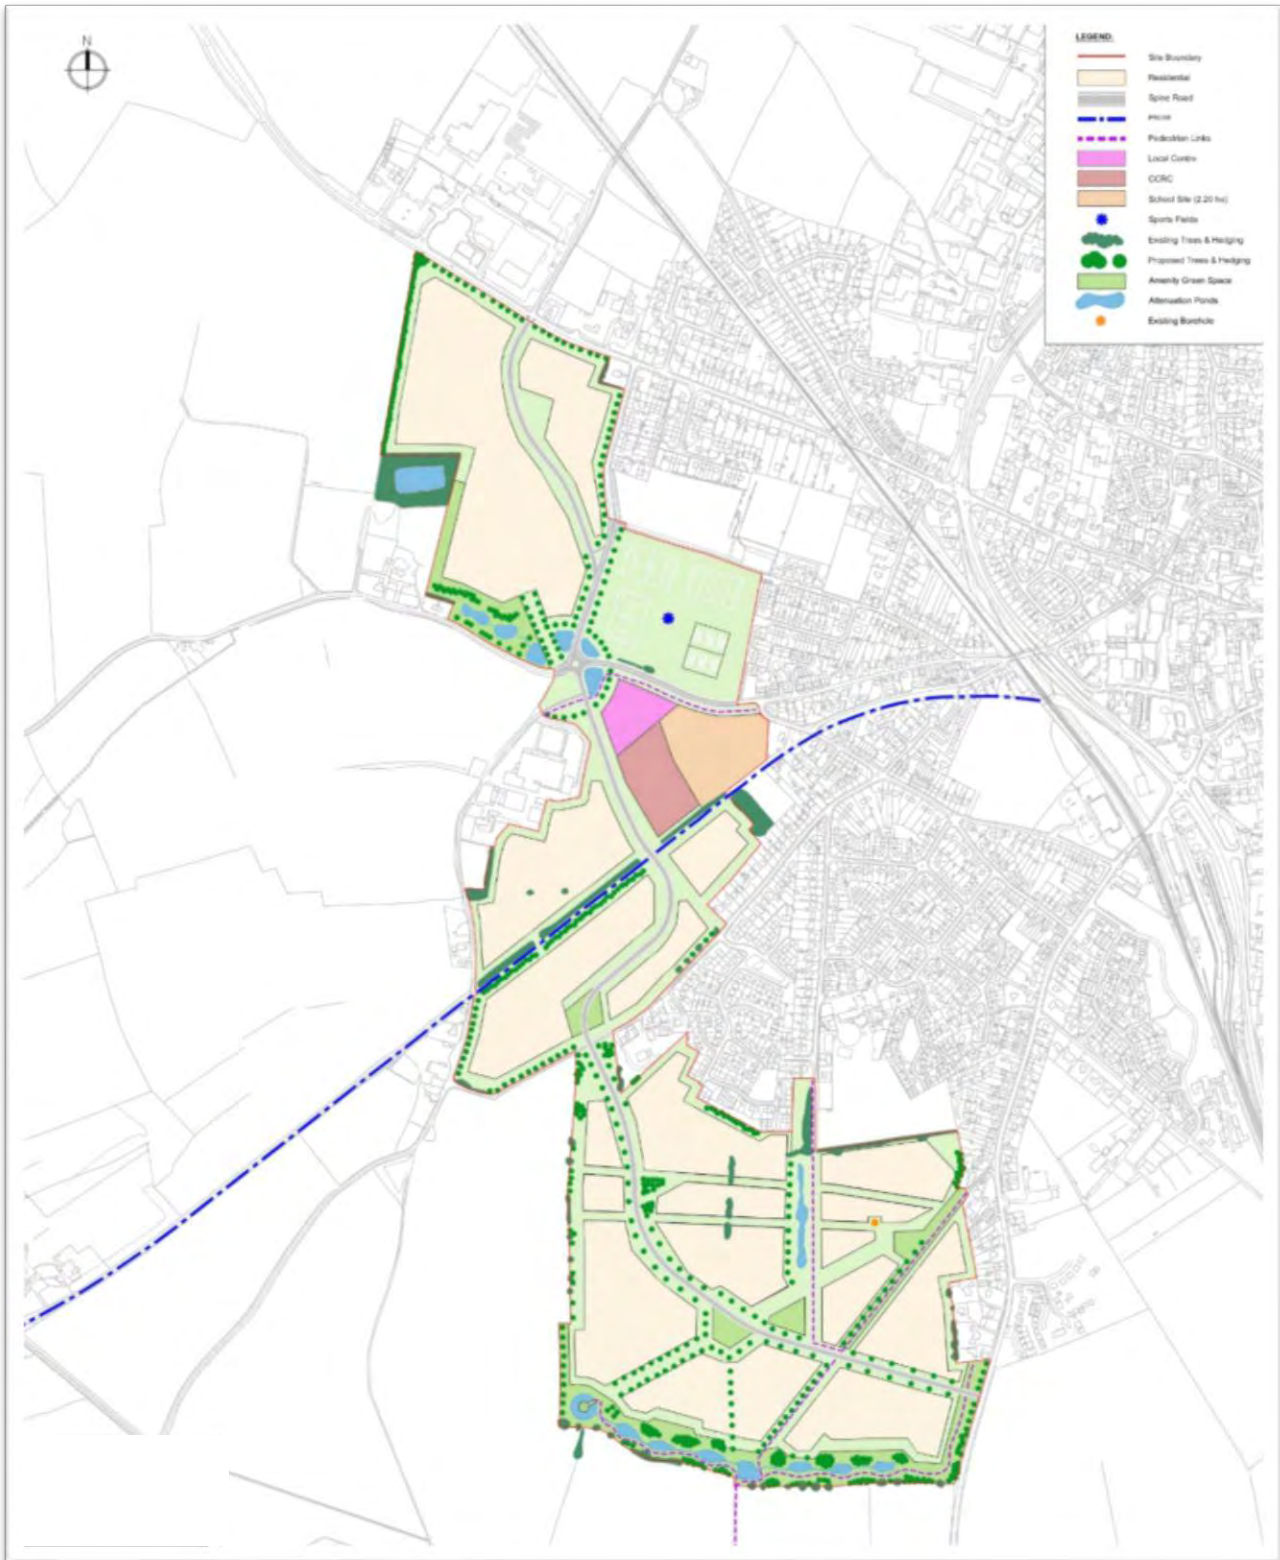 N
LEGEND:
Site Boundary
Residential
Spine Road
PROW
Pedestrian Links
Local Centre
CCRC
School Site (2.20 ha)
Sports Fields
Existing Trees & Hedging
Proposed Trees & Hedging
Amenity Green Space
Attenuation Ponds
Existing Borehole